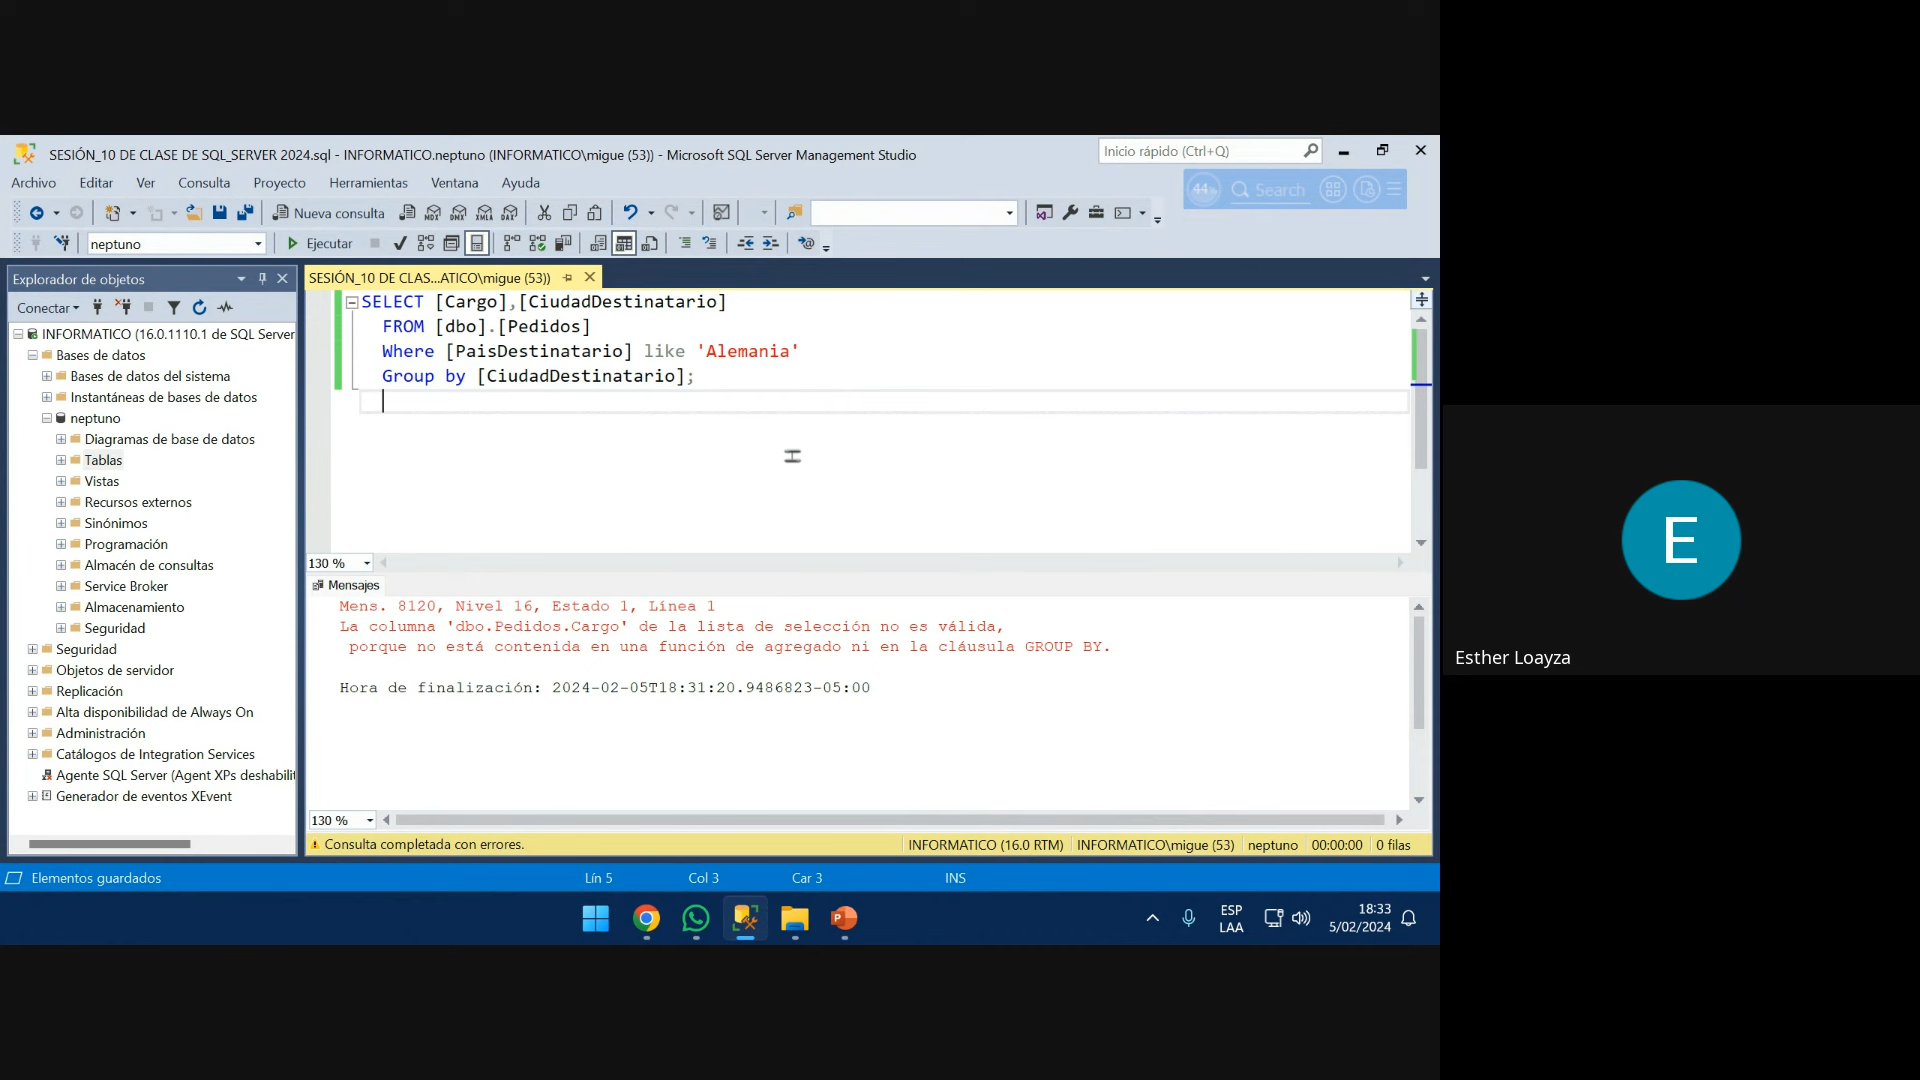 SESIÓN_10 DE CLASE DE SQL_SERVER 2024.sql - INFORMATICO.neptuno (INFORMATICO\migue (53)) - Microsoft SQL Server Management Studio
Inicio rápido (Ctrl+Q)
Archivo Editar Ver Consulta Proyecto Herramientas Ventana Ayuda
44 Search
Nueva consulta MDX DMX XMLA DAX
neptuno Ejecutar
Explorador de objetos
SESIÓN_10 DE CLAS...ATICO\migue (53))
Conectar
INFORMATICO (16.0.1110.1 de SQL Server
Bases de datos
Bases de datos del sistema
Instantáneas de bases de datos
neptuno
Diagramas de base de datos
Tablas
Vistas
Recursos externos
Sinónimos
Programación
Almacén de consultas
Service Broker
Almacenamiento
Seguridad
Seguridad
Objetos de servidor
Replicación
Alta disponibilidad de Always On
Administración
Catálogos de Integration Services
Agente SQL Server (Agent XPs deshabilit
Generador de eventos XEvent
SELECT [Cargo],[CiudadDestinatario]
FROM [dbo].[Pedidos]
Where [PaisDestinatario] like 'Alemania'
Group by [CiudadDestinatario];
130 %
Mensajes
Mens. 8120, Nivel 16, Estado 1, Línea 1
La columna 'dbo.Pedidos.Cargo' de la lista de selección no es válida,
porque no está contenida en una función de agregado ni en la cláusula GROUP BY.
Hora de finalización: 2024-02-05T18:31:20.9486823-05:00
130 %
Consulta completada con errores. INFORMATICO (16.0 RTM) INFORMATICO\migue (53) neptuno 00:00:00 0 filas
Elementos guardados Lín 5 Col 3 Car 3 INS
ESP
LAA
18:33
5/02/2024
E
Esther Loayza